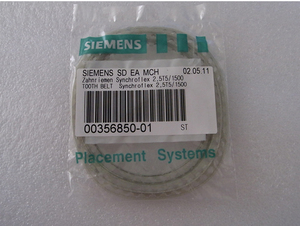 SIEMENS
SIEMENS SD EA MCH 02.05.11
Zahnriemen Synchroflex 2,5T5/1500
TOOTH BELT Synchroflex 2,5T5/1500
00356850-01 ST
Placement Systems